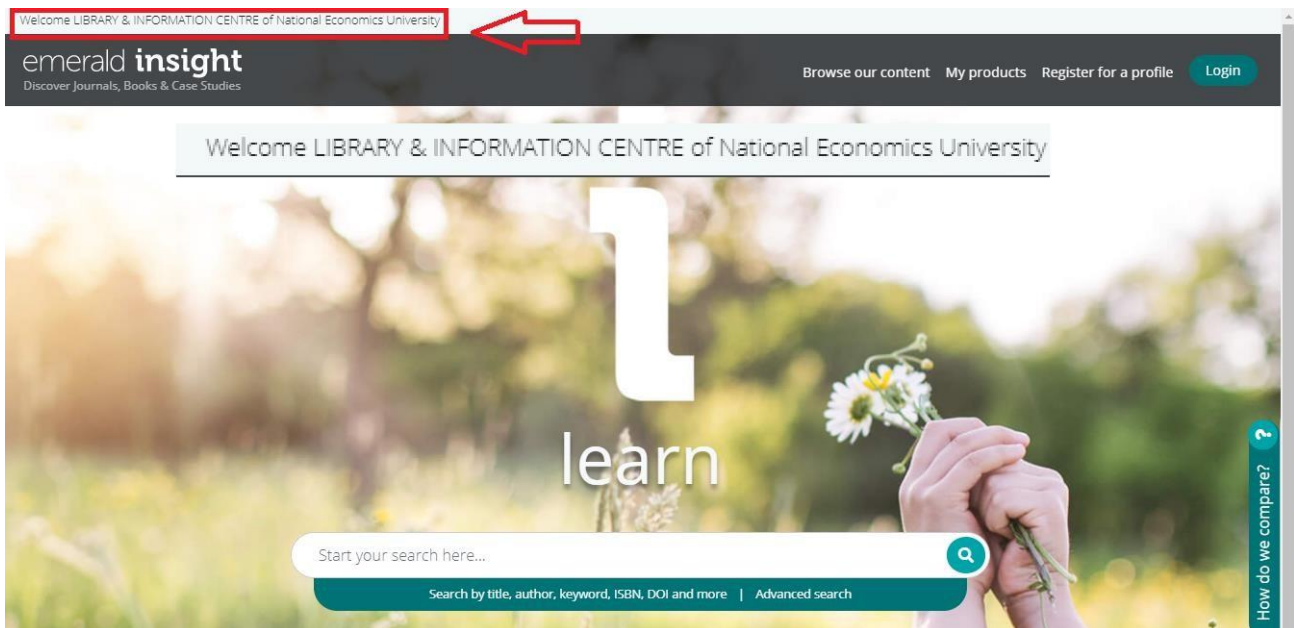 Welcome LIBRARY & INFORMATION CENTRE of National Economics University
emerald insight
Discover Journals, Books & Case Studies
Browse our content My products Register for a profile Login
Welcome LIBRARY & INFORMATION CENTRE of National Economics University
l
learn
Start your search here...
Search by title, author, keyword, ISBN, DOI and more | Advanced search
How do we compare? ?